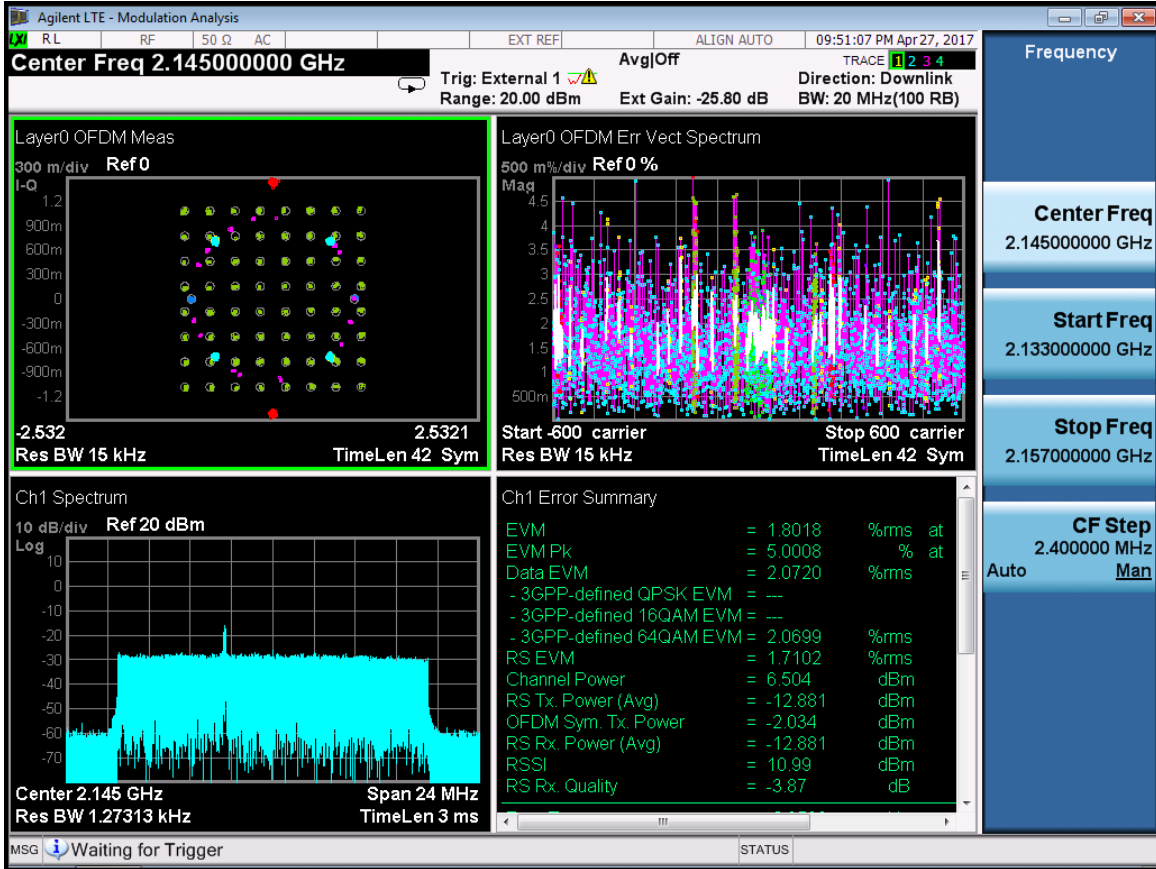 Agilent LTE - Modulation Analysis
LXI RL RF 50 Ω AC EXT REF ALIGN AUTO 09:51:07 PM Apr 27, 2017
Center Freq 2.145000000 GHz
Avg|Off
TRACE 1 2 3 4
Trig: External 1
Direction: Downlink
Range: 20.00 dBm Ext Gain: -25.80 dB BW: 20 MHz(100 RB)
Layer0 OFDM Meas
300 m/div Ref 0
I-Q
1.2
900m
600m
300m
0
-300m
-600m
-900m
-1.2
-2.532 2.5321
Res BW 15 kHz TimeLen 42 Sym
Layer0 OFDM Err Vect Spectrum
500 m%/div Ref 0 %
Mag
4.5
4
3.5
3
2.5
2
1.5
1
500m
Start -600 carrier Stop 600 carrier
Res BW 15 kHz TimeLen 42 Sym
Ch1 Spectrum
10 dB/div Ref 20 dBm
Log
10
0
-10
-20
-30
-40
-50
-60
-70
Center 2.145 GHz Span 24 MHz
Res BW 1.27313 kHz TimeLen 3 ms
Ch1 Error Summary
EVM = 1.8018 %rms at
EVM Pk = 5.0008 % at
Data EVM = 2.0720 %rms
- 3GPP-defined QPSK EVM = ---
- 3GPP-defined 16QAM EVM = ---
- 3GPP-defined 64QAM EVM = 2.0699 %rms
RS EVM = 1.7102 %rms
Channel Power = 6.504 dBm
RS Tx. Power (Avg) = -12.881 dBm
OFDM Sym. Tx. Power = -2.034 dBm
RS Rx. Power (Avg) = -12.881 dBm
RSSI = 10.99 dBm
RS Rx. Quality = -3.87 dB
Frequency
Center Freq
2.145000000 GHz
Start Freq
2.133000000 GHz
Stop Freq
2.157000000 GHz
CF Step
2.400000 MHz
Auto Man
MSG Waiting for Trigger STATUS